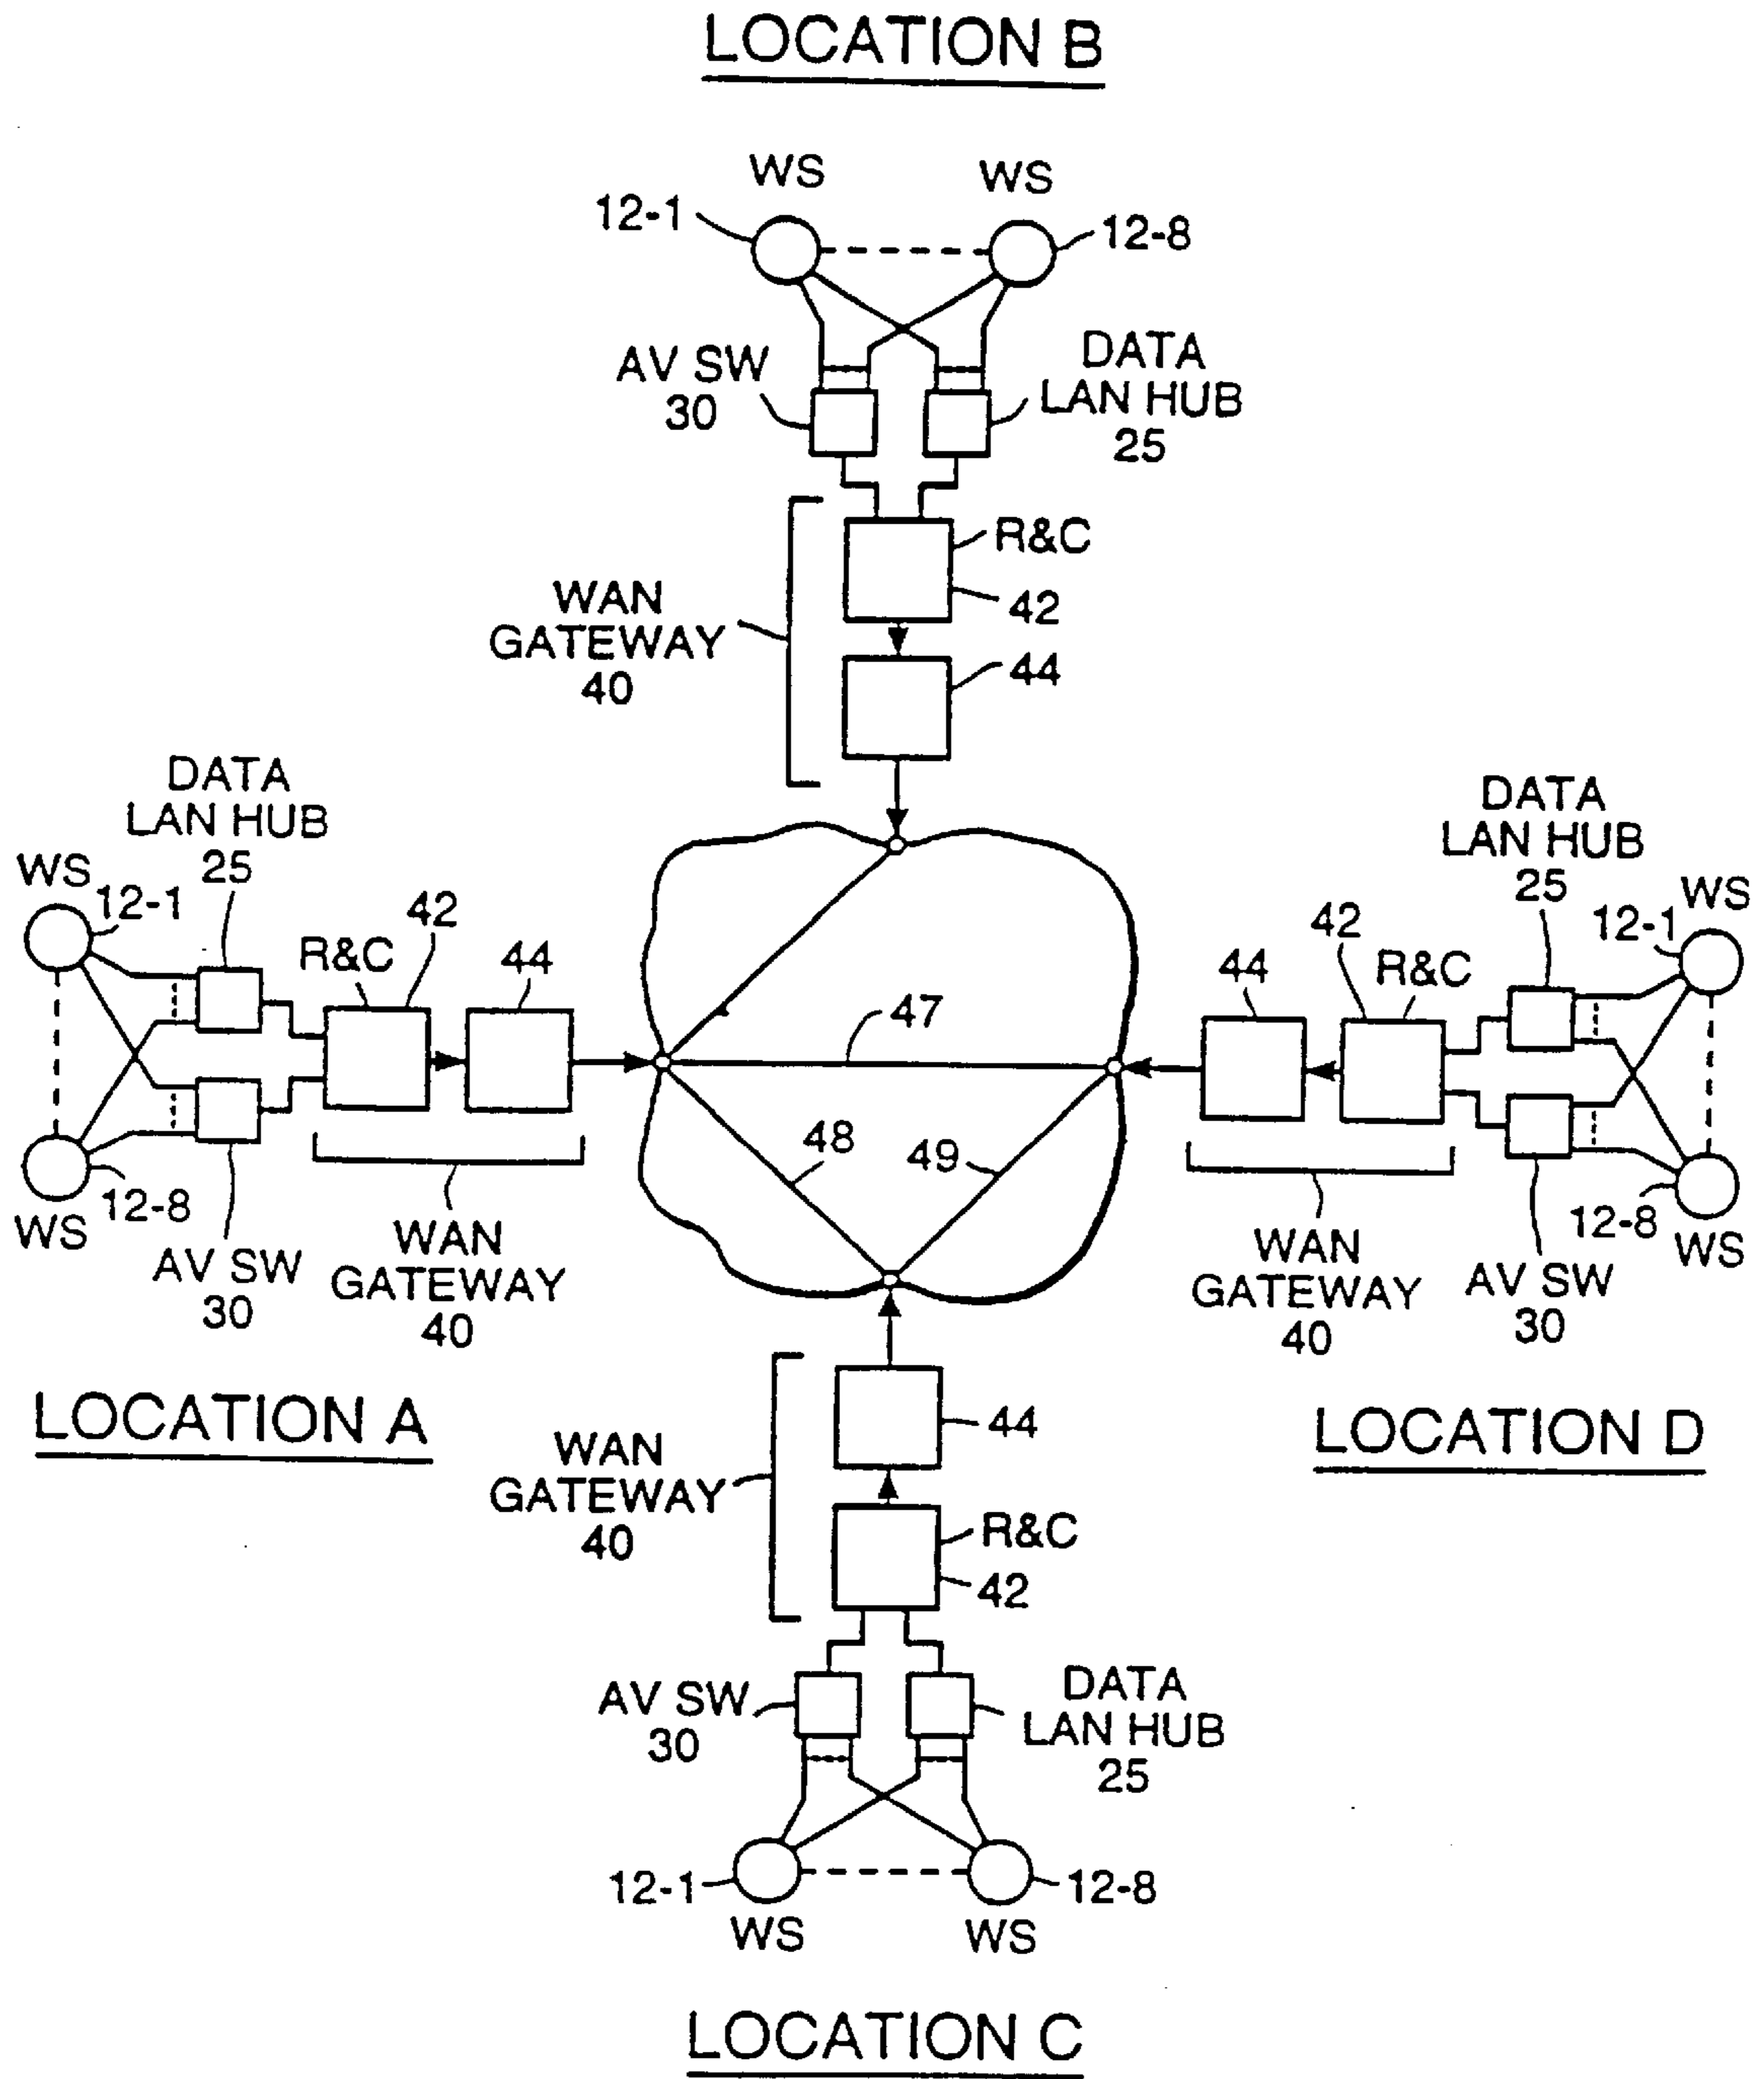 LOCATION B
WS
WS
12-1
12-8
AV SW
30
DATA
LAN HUB
25
R&C
42
WAN
GATEWAY
40
44
DATA
LAN HUB
25
WS
12-1
42
R&C
44
12-8
WS
AV SW
30
WAN
GATEWAY
40
LOCATION A
47
48
49
DATA
LAN HUB
25
WS
12-1
42
R&C
44
12-8
WS
WAN
GATEWAY
40
AV SW
30
LOCATION D
44
WAN
GATEWAY
40
R&C
42
AV SW
30
DATA
LAN HUB
25
12-1
12-8
WS
WS
LOCATION C